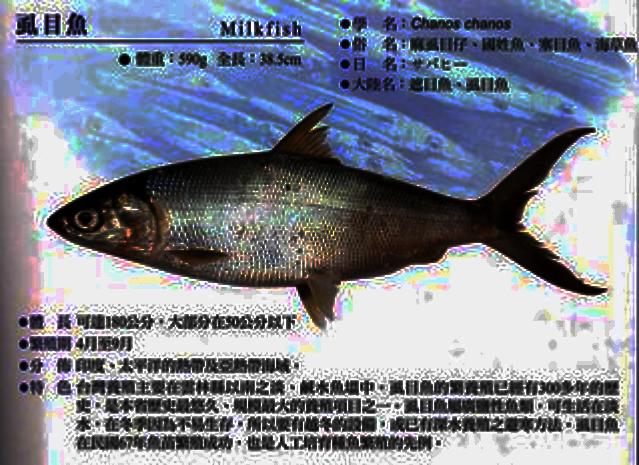 虱目魚 Milkfish
●體重：590g 全長：38.5cm
●學 名：Chanos chanos
●俗 名：麻虱目仔、國姓魚、塞目魚、海草魚
●日 名：サバヒー
●大陸名：遮目魚、虱目魚
●體 長 可達180公分，大部分在50公分以下
●繁殖期 4月至9月
●分 佈 印度、太平洋的熱帶及亞熱帶海域。
●特 色 台灣養殖主要在雲林縣以南之淡、鹹水魚塭中，虱目魚的繁養殖已經有300多年的歷
史，是本省歷史最悠久、規模最大的養殖項目之一，虱目魚屬廣鹽性魚類，可生活在淡
水，在冬季因為不易生存，所以要有越冬的設備，或已有深水養殖之避寒方法，虱目魚
在民國67年魚苗繁殖成功，也是人工培育種魚繁殖的先例。